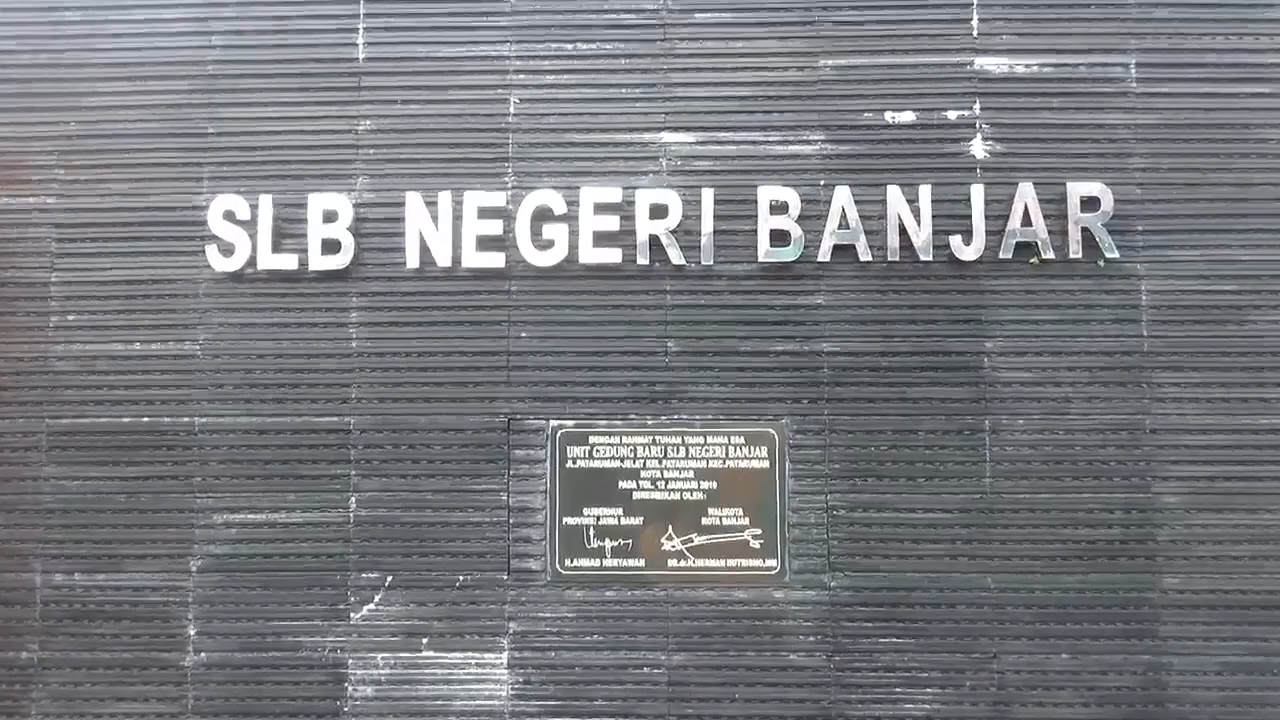 SLB NEGERI BANJAR
DENGAN RAHMAT TUHAN YANG MAHA ESA
UNIT GEDUNG BARU SLB NEGERI BANJAR
JL.PATARUMAN-JELAT KEL.PATARUMAN KEC.PATARUMAN
KOTA BANJAR
PADA TGL. 12 JANUARI 2010
DIRESMIKAN OLEH:
GUBERNUR
PROVINSI JAWA BARAT
WALIKOTA
KOTA BANJAR
H.AHMAD HERYAWAN
DR.dr.H.HERMAN SUTRISNO,MM